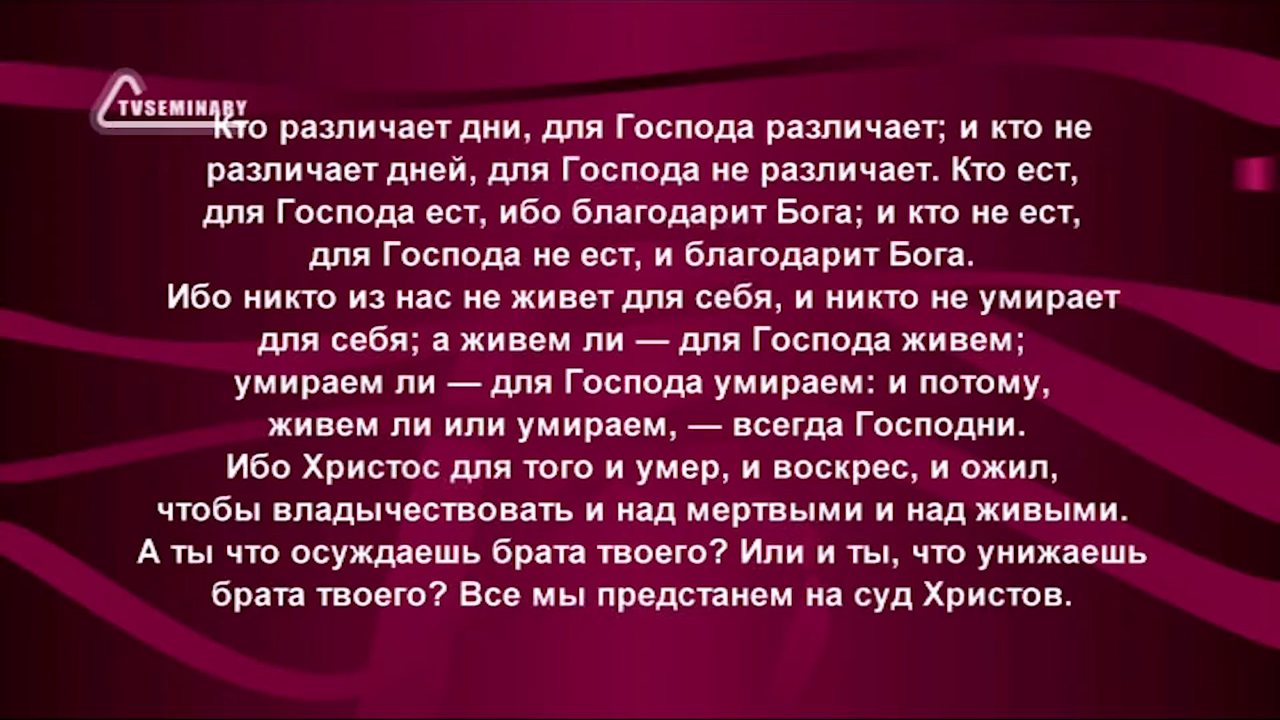 TVSEMINARY
Кто различает дни, для Господа различает; и кто не
различает дней, для Господа не различает. Кто ест,
для Господа ест, ибо благодарит Бога; и кто не ест,
для Господа не ест, и благодарит Бога.
Ибо никто из нас не живет для себя, и никто не умирает
для себя; а живем ли — для Господа живем;
умираем ли — для Господа умираем: и потому,
живем ли или умираем, — всегда Господни.
Ибо Христос для того и умер, и воскрес, и ожил,
чтобы владычествовать и над мертвыми и над живыми.
А ты что осуждаешь брата твоего? Или и ты, что унижаешь
брата твоего? Все мы предстанем на суд Христов.